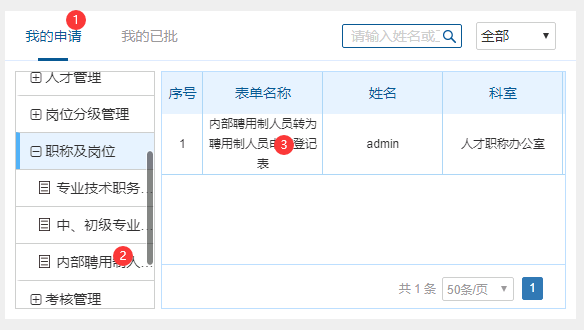 我的申请 1
我的已批
请输入姓名或工
全部
人才管理
岗位分级管理
职称及岗位
专业技术职务...
中、初级专业...
内部聘用制人... 2
考核管理
序号 表单名称 姓名 科室
1
内部聘用制人员转为
聘用制人员 3 登记
表
admin
人才职称办公室
共 1 条 50条/页 1